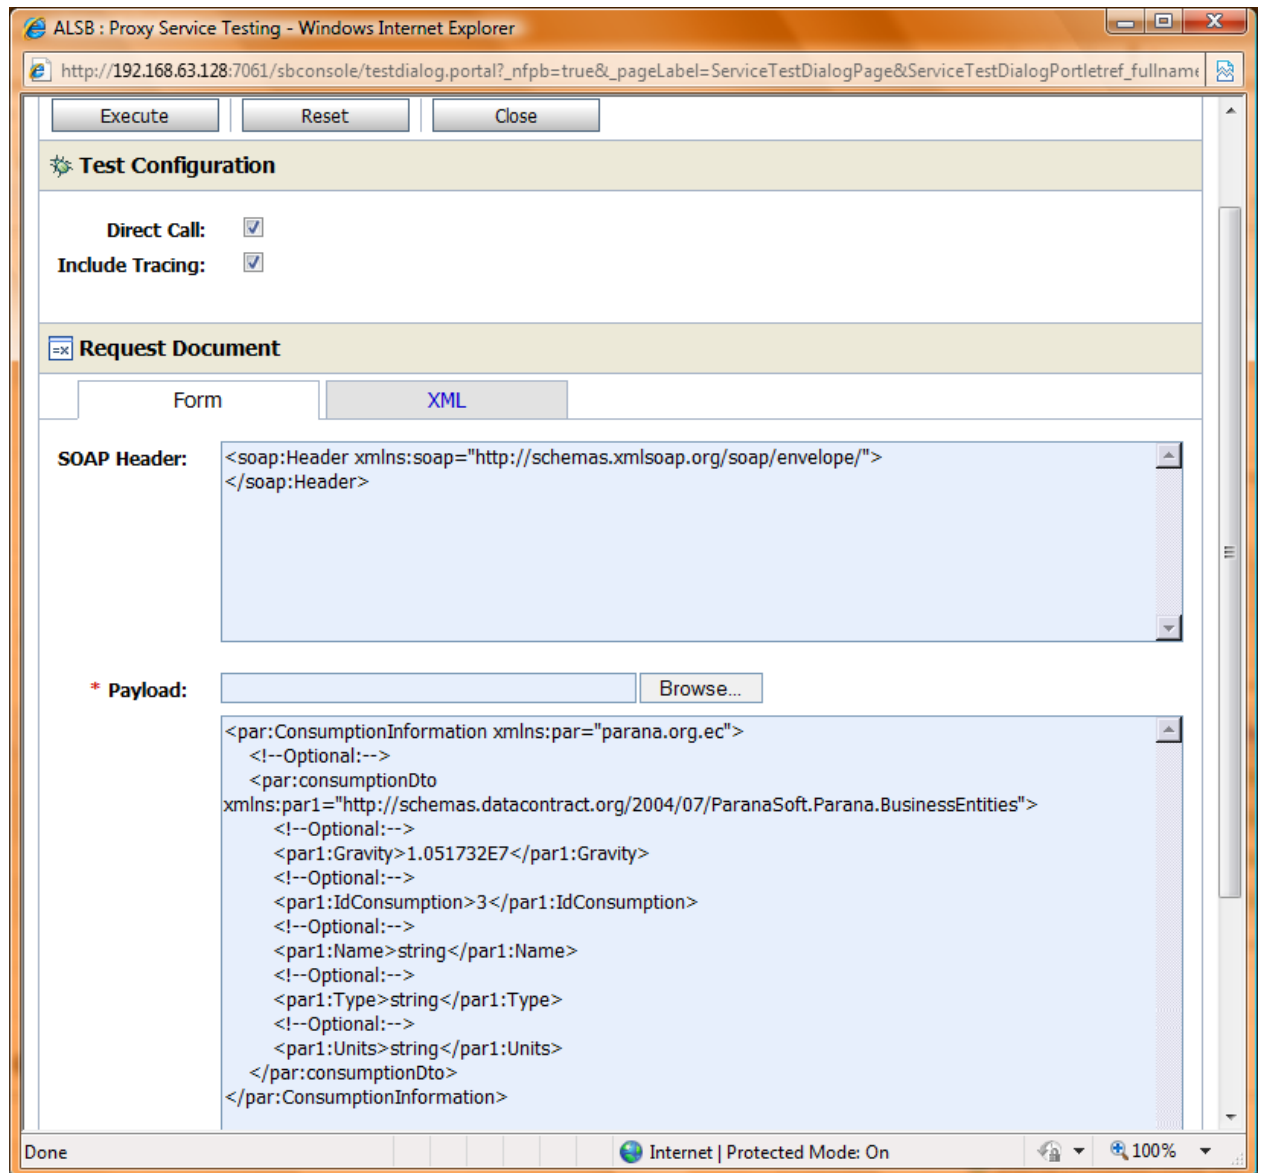 ALSB : Proxy Service Testing - Windows Internet Explorer
http://192.168.63.128:7061/sbconsole/testdialog.portal?_nfpb=true&_pageLabel=ServiceTestDialogPage&ServiceTestDialogPortletref_fullname
Execute Reset Close
Test Configuration
Direct Call:
Include Tracing:
=x Request Document
Form XML
SOAP Header: <soap:Header xmlns:soap="http://schemas.xmlsoap.org/soap/envelope/">
</soap:Header>
* Payload: Browse...
<par:ConsumptionInformation xmlns:par="parana.org.ec">
<!--Optional:-->
<par:consumptionDto
xmlns:par1="http://schemas.datacontract.org/2004/07/ParanaSoft.Parana.BusinessEntities">
<!--Optional:-->
<par1:Gravity>1.051732E7</par1:Gravity>
<!--Optional:-->
<par1:IdConsumption>3</par1:IdConsumption>
<!--Optional:-->
<par1:Name>string</par1:Name>
<!--Optional:-->
<par1:Type>string</par1:Type>
<!--Optional:-->
<par1:Units>string</par1:Units>
</par:consumptionDto>
</par:ConsumptionInformation>
Done Internet | Protected Mode: On 100%